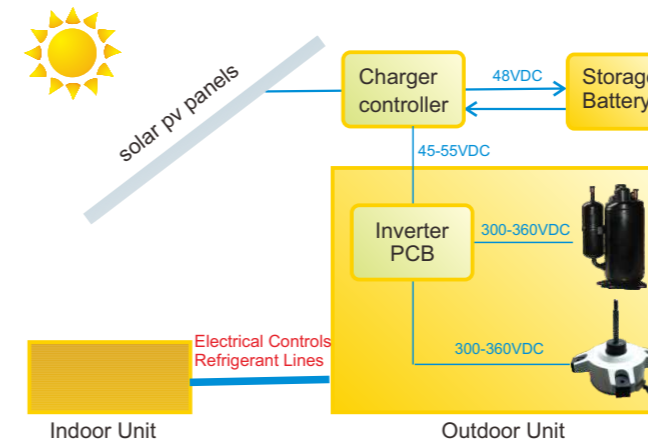 solar pv panels
Charger
controller
48VDC
Storage
Battery
45-55VDC
Inverter
PCB
300-360VDC
300-360VDC
Electrical Controls
Refrigerant Lines
Indoor Unit
Outdoor Unit